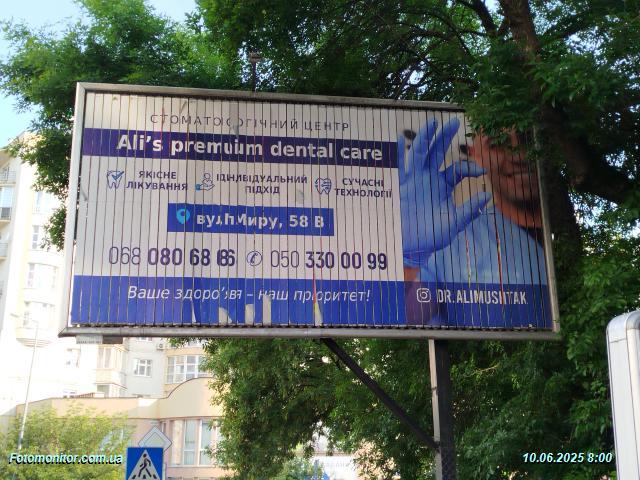 СТОМАТОЛОГІЧНИЙ ЦЕНТР
Ali's premium dental care
ЯКІСНЕ ЛІКУВАННЯ
ІНДИВІДУАЛЬНИЙ ПІДХІД
СУЧАСНІ ТЕХНОЛОГІЇ
вул. Миру, 58 В
068 080 68 86 050 330 00 99
Ваше здоров'я – наш пріоритет!
DR.ALIMUSHTAK
Fotomonitor.com.ua
10.06.2025 8:00